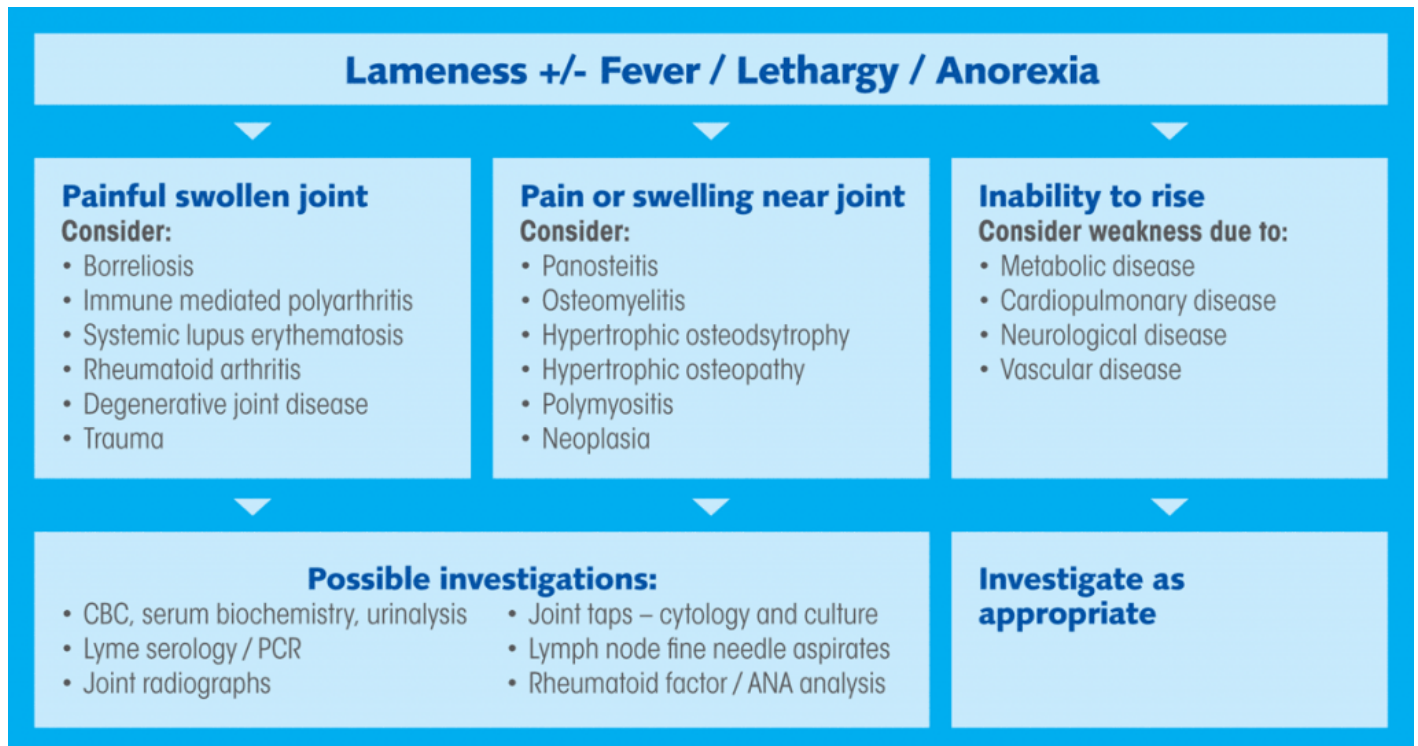 Lameness +/- Fever / Lethargy / Anorexia
Painful swollen joint
Consider:
• Borreliosis
• Immune mediated polyarthritis
• Systemic lupus erythematosis
• Rheumatoid arthritis
• Degenerative joint disease
• Trauma
Pain or swelling near joint
Consider:
• Panosteitis
• Osteomyelitis
• Hypertrophic osteodsytrophy
• Hypertrophic osteopathy
• Polymyositis
• Neoplasia
Inability to rise
Consider weakness due to:
• Metabolic disease
• Cardiopulmonary disease
• Neurological disease
• Vascular disease
Possible investigations:
• CBC, serum biochemistry, urinalysis
• Lyme serology / PCR
• Joint radiographs
• Joint taps – cytology and culture
• Lymph node fine needle aspirates
• Rheumatoid factor / ANA analysis
Investigate as
appropriate